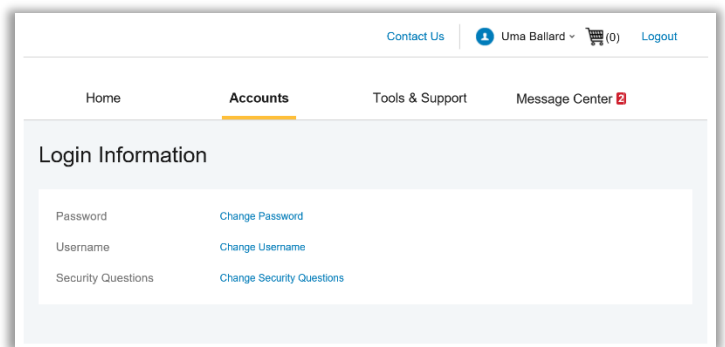 Contact Us Uma Ballard (0) Logout
Home Accounts Tools & Support Message Center 2
Login Information
Password Change Password
Username Change Username
Security Questions Change Security Questions